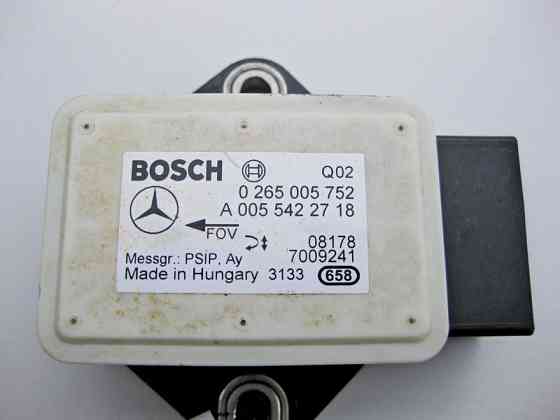 BOSCH Q02
0 265 005 752
A 005 542 27 18
FOV
08178
Messgr.: PSIP, Ay 7009241
Made in Hungary 3133 658